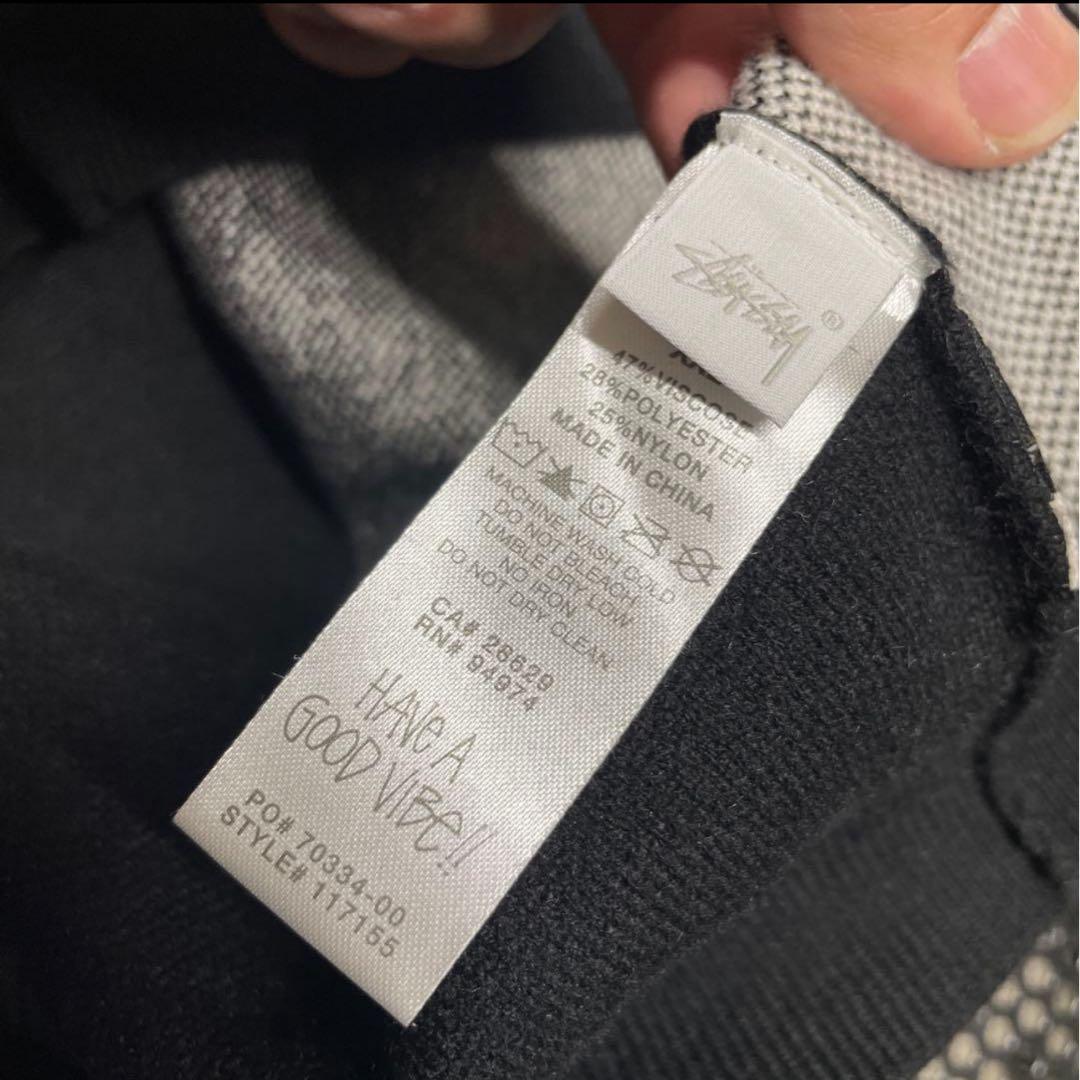 Stüssy ®
47% VISCOSE
28% POLYESTER
25% NYLON
MADE IN CHINA
MACHINE WASH COLD
DO NOT BLEACH
TUMBLE DRY LOW
NO IRON
DO NOT DRY CLEAN
CA# 28629
RN# 94974
HAVE A
GOOD VIBe!!
PO# 70334-00
STYLE# 117155